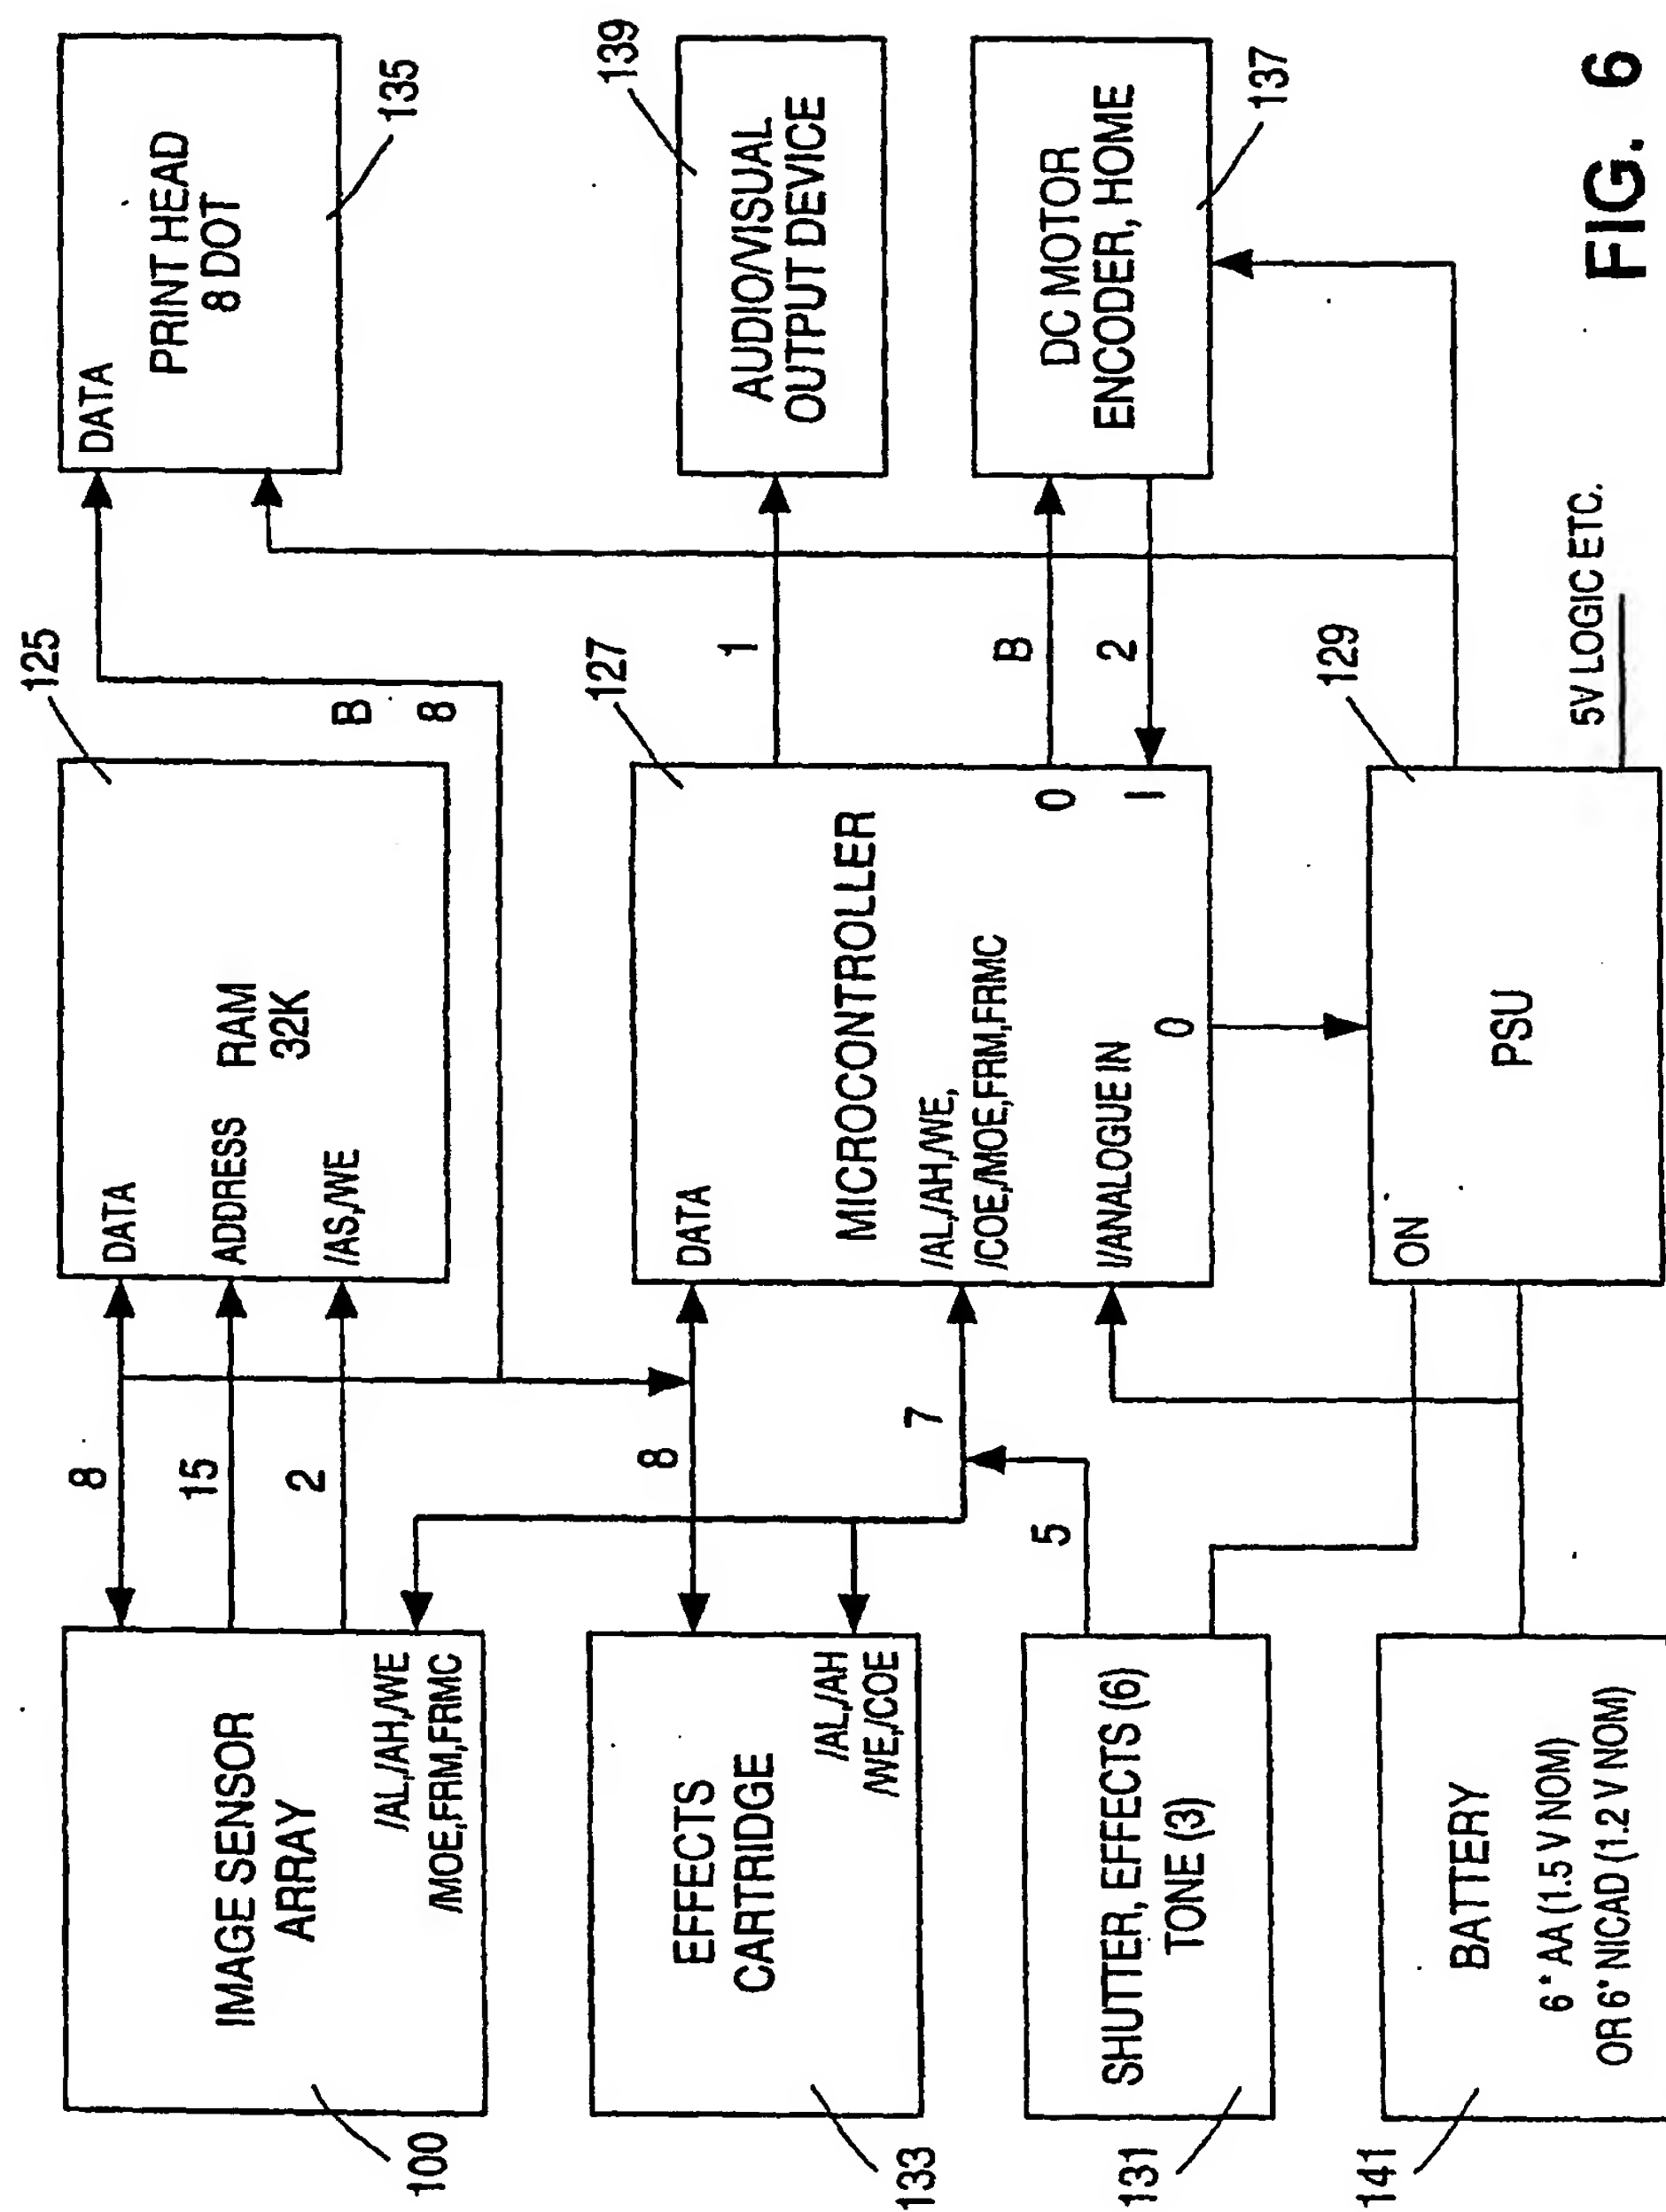 100
IMAGE SENSOR
ARRAY
/AL,/AH,/WE
/MOE,FRM,FRMC
8
15
2
125
DATA
ADDRESS
/AS,/WE
RAM
32K
B
8
135
DATA
PRINT HEAD
8 DOT
133
EFFECTS
CARTRIDGE
/AL,/AH
/WE,/COE
8
7
5
127
DATA
MICROCONTROLLER
/AL,/AH,/WE,
/COE,/MOE,FRM,FRMC
I/ANALOGUE IN
O
O
I
1
B
2
139
AUDIO/VISUAL
OUTPUT DEVICE
DC MOTOR
ENCODER, HOME
137
131
SHUTTER, EFFECTS (6)
TONE (3)
141
BATTERY
6* AA (1.5 V NOM)
OR 6* NICAD (1.2 V NOM)
129
ON
PSU
5V LOGIC ETC.
FIG. 6